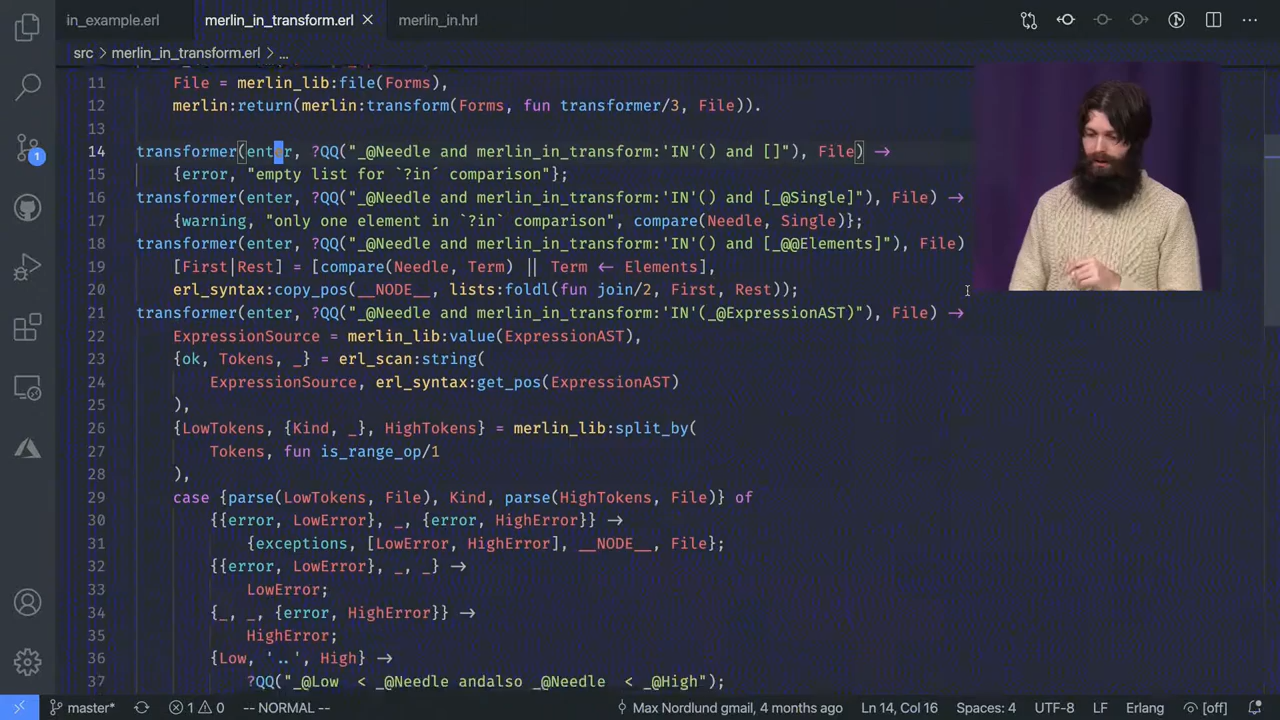 in_example.erl merlin_in_transform.erl merlin_in.hrl
src > merlin_in_transform.erl > ...
11 File = merlin_lib:file(Forms),
12 merlin:return(merlin:transform(Forms, fun transformer/3, File)).
13
14 transformer(enter, ?QQ("_@Needle and merlin_in_transform:'IN'() and []"), File) →
15 {error, "empty list for `?in` comparison"};
16 transformer(enter, ?QQ("_@Needle and merlin_in_transform:'IN'() and [_@Single]"), File) →
17 {warning, "only one element in `?in` comparison", compare(Needle, Single)};
18 transformer(enter, ?QQ("_@Needle and merlin_in_transform:'IN'() and [_@@Elements]"), File)
19 [First|Rest] = [compare(Needle, Term) || Term ← Elements],
20 erl_syntax:copy_pos(__NODE__, lists:foldl(fun join/2, First, Rest));
21 transformer(enter, ?QQ("_@Needle and merlin_in_transform:'IN'(_@ExpressionAST)"), File) →
22 ExpressionSource = merlin_lib:value(ExpressionAST),
23 {ok, Tokens, _} = erl_scan:string(
24 ExpressionSource, erl_syntax:get_pos(ExpressionAST)
25 ),
26 {LowTokens, {Kind, _}, HighTokens} = merlin_lib:split_by(
27 Tokens, fun is_range_op/1
28 ),
29 case {parse(LowTokens, File), Kind, parse(HighTokens, File)} of
30 {{error, LowError}, _, {error, HighError}} →
31 {exceptions, [LowError, HighError], __NODE__, File};
32 {{error, LowError}, _, _} →
33 LowError;
34 {_, _, {error, HighError}} →
35 HighError;
36 {Low, '..', High} →
37 ?QQ("_@Low < _@Needle andalso _@Needle < _@High");
1
master* 1 0 -- NORMAL -- Max Nordlund gmail, 4 months ago Ln 14, Col 16 Spaces: 4 UTF-8 LF Erlang [off]